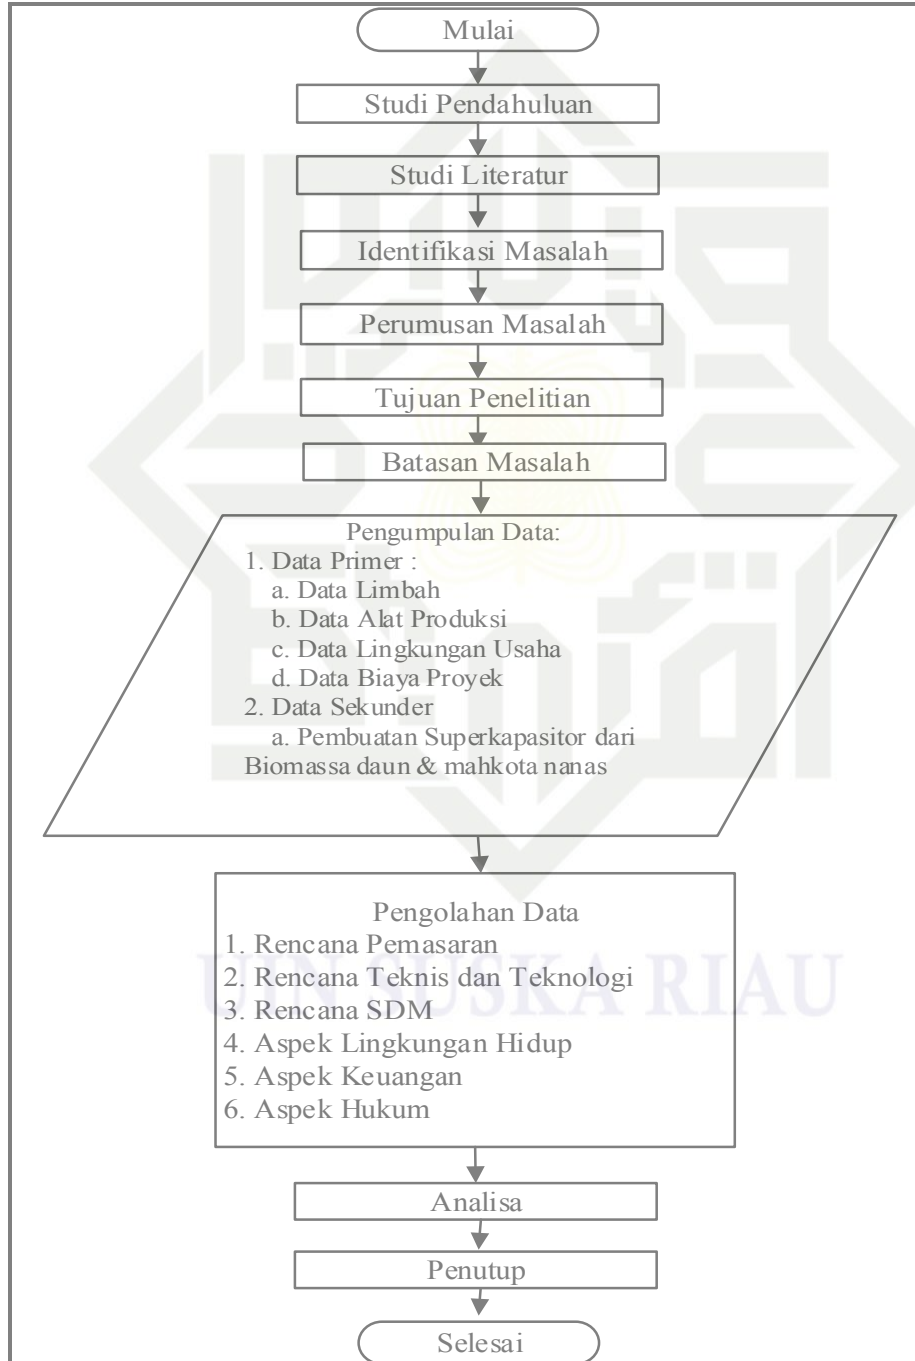 Mulai
Studi Pendahuluan
Studi Literatur
Identifikasi Masalah
Perumusan Masalah
Tujuan Penelitian
Batasan Masalah
Pengumpulan Data:
1. Data Primer :
a. Data Limbah
b. Data Alat Produksi
c. Data Lingkungan Usaha
d. Data Biaya Proyek
2. Data Sekunder
a. Pembuatan Superkapasitor dari
Biomassa daun & mahkota nanas
Pengolahan Data
1. Rencana Pemasaran
2. Rencana Teknis dan Teknologi
UIN SUSKA RIAU
3. Rencana SDM
4. Aspek Lingkungan Hidup
5. Aspek Keuangan
6. Aspek Hukum
Analisa
Penutup
Selesai